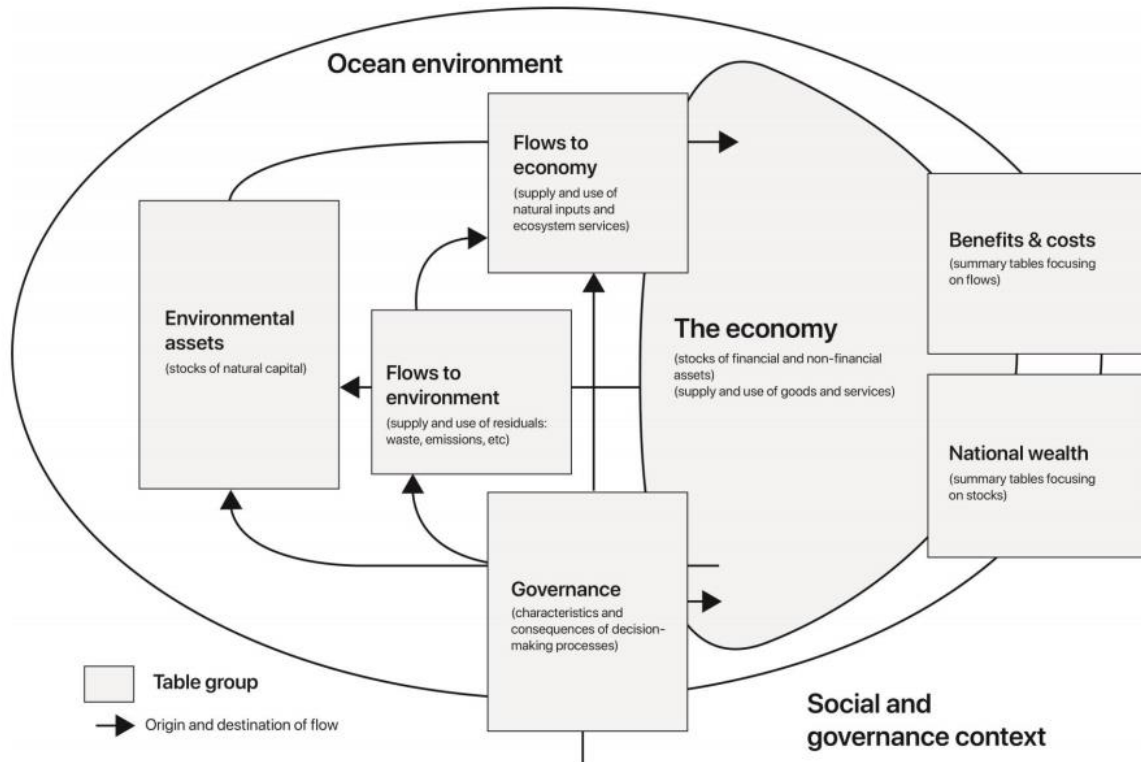 Ocean environment
Flows to
economy
(supply and use of
natural inputs and
ecosystem services)
Environmental
assets
(stocks of natural capital)
Flows to
environment
(supply and use of residuals:
waste, emissions, etc)
The economy
(stocks of financial and non-financial
assets)
(supply and use of goods and services)
Benefits & costs
(summary tables focusing
on flows)
National wealth
(summary tables focusing
on stocks)
Governance
(characteristics and
consequences of decision-
making processes)
Table group
Origin and destination of flow
Social and
governance context